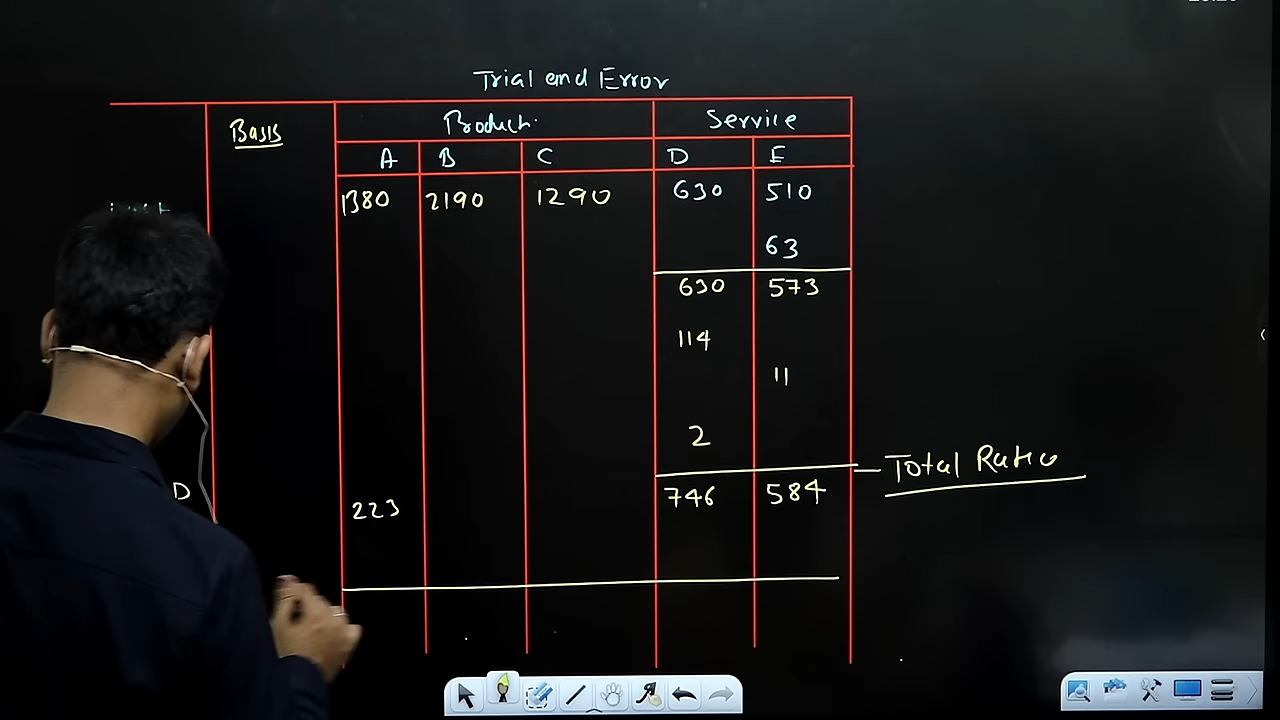 Trial and Error
Basis Product Service
A B C D E
1380 2190 1290 630 510
63
630 573
114
11
2
Total Ratio
D 746 584
223